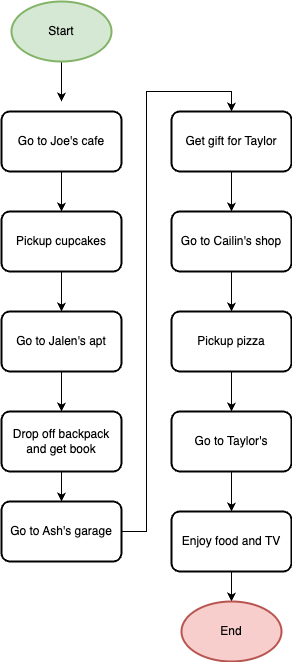 Start
Go to Joe's cafe
Pickup cupcakes
Go to Jalen's apt
Drop off backpack
and get book
Go to Ash's garage
Get gift for Taylor
Go to Cailin's shop
Pickup pizza
Go to Taylor's
Enjoy food and TV
End